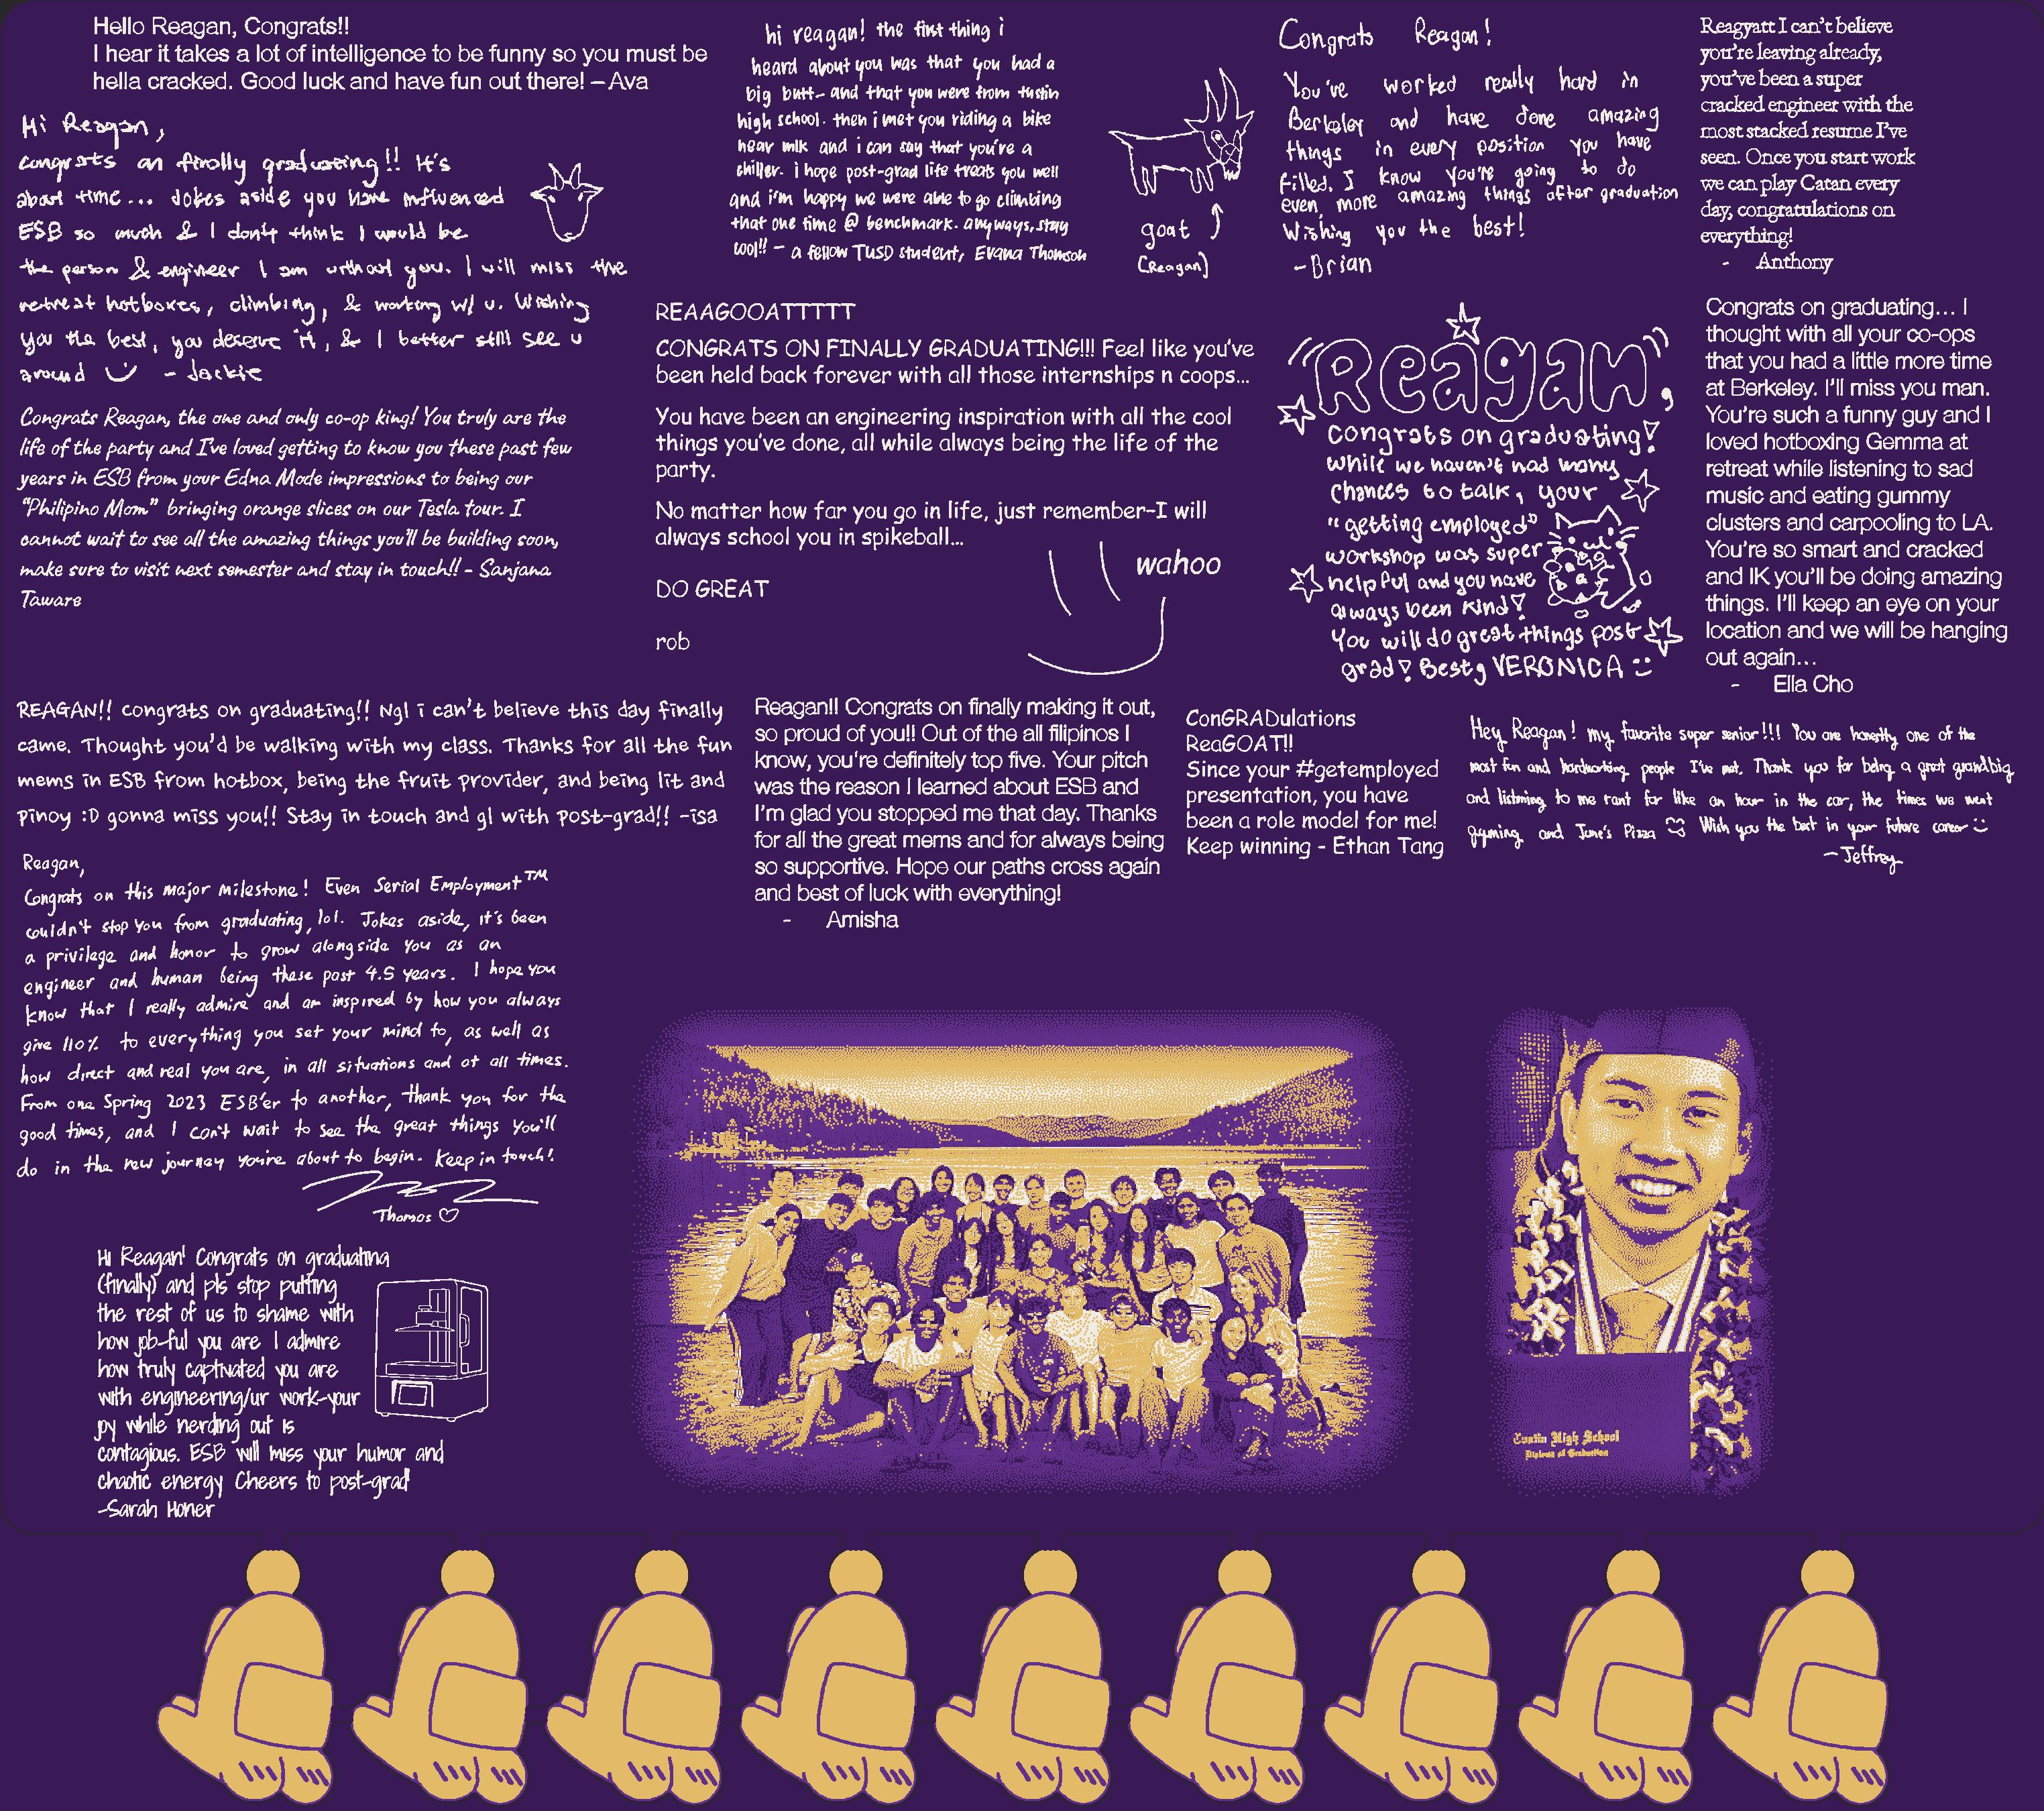 Hello Reagan, Congrats!!
I hear it takes a lot of intelligence to be funny so you must be
hella cracked. Good luck and have fun out there! – Ava
Hi Reagan,
congrats on finally graduating!! It's
about time... Jokes aside you have influenced
ESB so much & I don't think I would be
the person & engineer I am without you. I will miss the
retreat hotboxes, climbing, & working w/ u. Wishing
you the best, you deserve it, & I better still see u
around - Jackie
Congrats Reagan, the one and only co-op king! You truly are the
life of the party and I've loved getting to know you these past few
years in ESB from your Edna Mode impressions to being our
"Philipino Mom" bringing orange slices on our Tesla tour. I
cannot wait to see all the amazing things you'll be building soon,
make sure to visit next semester and stay in touch!! - Sanjana
Taware
hi reagan! the first thing i
heard about you was that you had a
big butt- and that you were from tustin
high school. then i met you riding a bike
near mlk and i can say that you're a
chiller. i hope post-grad life treats you well
and i'm happy we were able to go climbing
that one time @ benchmark. anyways, stay
cool!! - a fellow TUSD student, Evana Thomson
goat
(Reagan)
Congrats Reagan!
You've worked really hard in
Berkeley and have done amazing
things in every position you have
filled. I know you're going to do
even more amazing things after graduation
Wishing you the best!
-Brian
Reagyatt I can't believe
you're leaving already,
you've been a super
cracked engineer with the
most stacked resume I've
seen. Once you start work
we can play Catan every
day, congratulations on
everything!
- Anthony
REAAGOOATTTTT
CONGRATS ON FINALLY GRADUATING!!! Feel like you've
been held back forever with all those internships n coops...
You have been an engineering inspiration with all the cool
things you've done, all while always being the life of the
party.
No matter how far you go in life, just remember-I will
always school you in spikeball...
wahoo
DO GREAT
rob
"Reagan",
congrats on graduating!
while we haven't had many
chances to talk, your
"getting employed"
workshop was super
helpful and you have
always been kind!
You will do great things post
grad! Best, VERONICA :)
Congrats on graduating... I
thought with all your co-ops
that you had a little more time
at Berkeley. I'll miss you man.
You're such a funny guy and I
loved hotboxing Gemma at
retreat while listening to sad
music and eating gummy
clusters and carpooling to LA.
You're so smart and cracked
and IK you'll be doing amazing
things. I'll keep an eye on your
location and we will be hanging
out again...
- Ella Cho
REAGAN!! congrats on graduating!! Ngl i can't believe this day finally
came. Thought you'd be walking with my class. Thanks for all the fun
mems in ESB from hotbox, being the fruit provider, and being lit and
pinoy :D gonna miss you!! Stay in touch and gl with post-grad!! -isa
Reagan!! Congrats on finally making it out,
so proud of you!! Out of the all filipinos I
know, you're definitely top five. Your pitch
was the reason I learned about ESB and
I'm glad you stopped me that day. Thanks
for all the great mems and for always being
so supportive. Hope our paths cross again
and best of luck with everything!
- Amisha
ConGRADulations
ReaGOAT!!
Since your #getemployed
presentation, you have
been a role model for me!
Keep winning - Ethan Tang
Hey Reagan! my favorite super senior!!! You are honestly one of the
most fun and hardworking people I've met. Thank you for being a great grandbig
and listening to me rant for like an hour in the car, the times we went
gyming and June's Pizza Wish you the best in your future career :)
- Jeffrey
Reagan,
Congrats on this major milestone! Even Serial Employment™
couldn't stop you from graduating, lol. Jokes aside, it's been
a privilege and honor to grow alongside you as an
engineer and human being these past 4.5 years. I hope you
know that I really admire and am inspired by how you always
give 110% to everything you set your mind to, as well as
how direct and real you are, in all situations and at all times.
From one Spring 2023 ESB'er to another, thank you for the
good times, and I can't wait to see the great things you'll
do in the new journey you're about to begin. Keep in touch!
Thomas ♡
Hi Reagan! Congrats on graduating
(finally) and pls stop putting
the rest of us to shame with
how job-ful you are I admire
how truly captivated you are
with engineering/ur work-your
joy while nerding out is
contagious. ESB will miss your humor and
chaotic energy Cheers to post-grad!
-Sarah Honer
Tustin High School
Diploma of Graduation